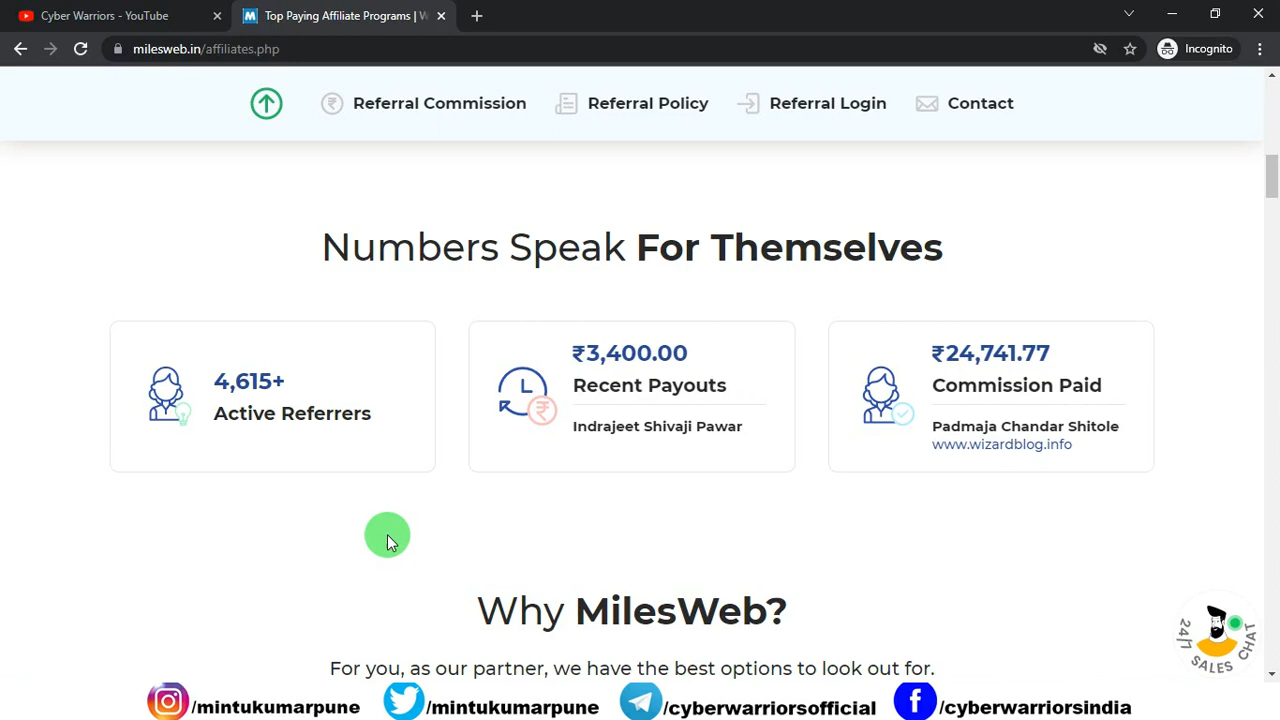 Cyber Warriors - YouTube
Top Paying Affiliate Programs | W
milesweb.in/affiliates.php
Incognito
Referral Commission
Referral Policy
Referral Login
Contact
Numbers Speak For Themselves
4,615+
Active Referrers
₹3,400.00
Recent Payouts
Indrajeet Shivaji Pawar
₹24,741.77
Commission Paid
Padmaja Chandar Shitole
www.wizardblog.info
Why MilesWeb?
For you, as our partner, we have the best options to look out for.
24/7 SALES CHAT
/mintukumarpune
/mintukumarpune
/cyberwarriorsofficial
/cyberwarriorsindia